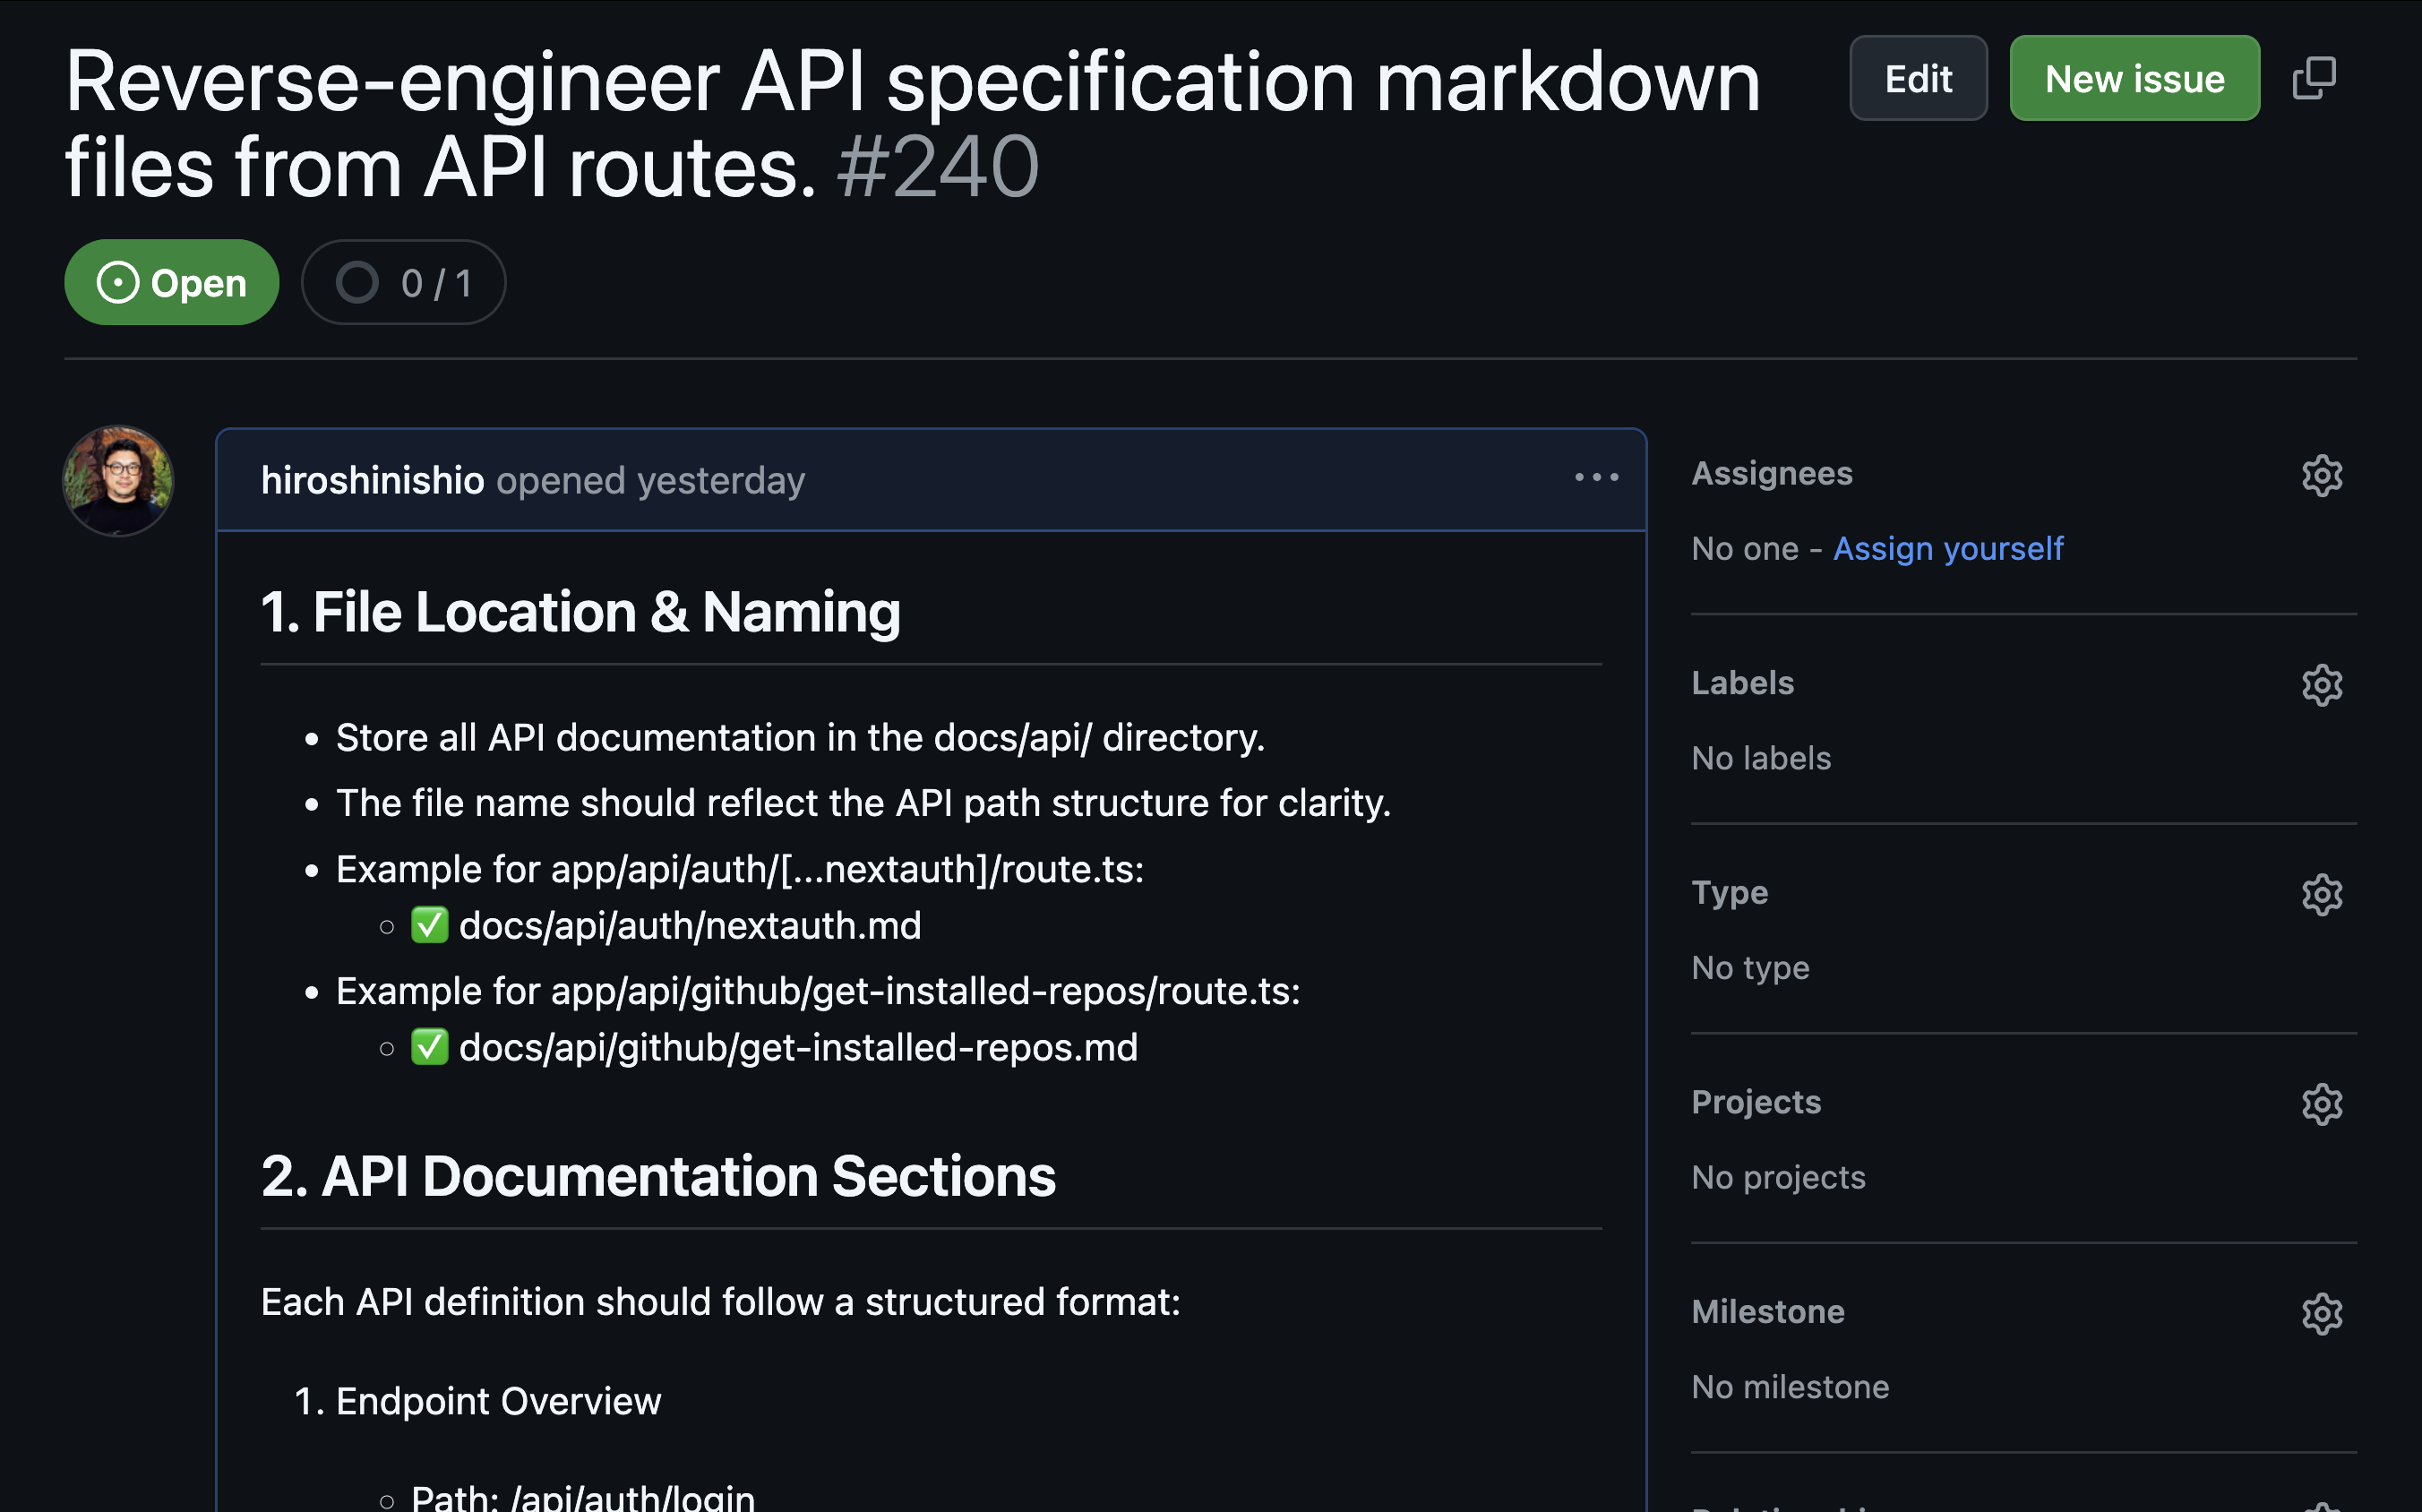 Reverse-engineer API specification markdown
files from API routes. #240
Edit
New issue
Open
0 / 1
hiroshinishio opened yesterday
1. File Location & Naming
• Store all API documentation in the docs/api/ directory.
• The file name should reflect the API path structure for clarity.
• Example for app/api/auth/[...nextauth]/route.ts:
◦ ✅ docs/api/auth/nextauth.md
• Example for app/api/github/get-installed-repos/route.ts:
◦ ✅ docs/api/github/get-installed-repos.md
2. API Documentation Sections
Each API definition should follow a structured format:
1. Endpoint Overview
◦ Path: /api/auth/login
Assignees
No one - Assign yourself
Labels
No labels
Type
No type
Projects
No projects
Milestone
No milestone